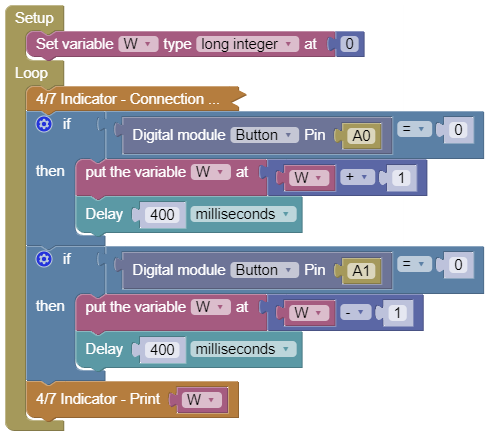 Setup
Set variable W type long integer at 0
Loop
4/7 Indicator - Connection ...
if Digital module Button Pin A0 = 0
then put the variable W at W + 1
Delay 400 milliseconds
if Digital module Button Pin A1 = 0
then put the variable W at W - 1
Delay 400 milliseconds
4/7 Indicator - Print W